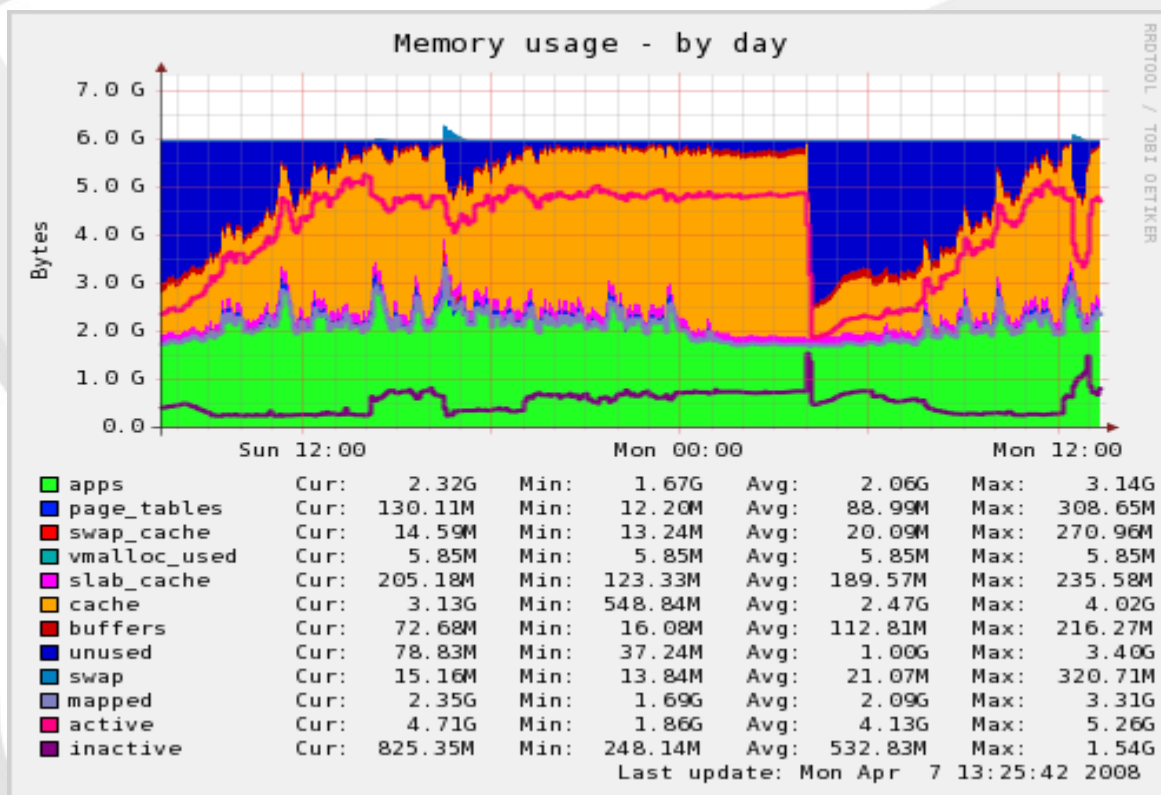 Memory usage - by day
RRDTOOL / TOBI OETIKER
Bytes
7.0 G
6.0 G
5.0 G
4.0 G
3.0 G
2.0 G
1.0 G
0.0
Sun 12:00 Mon 00:00 Mon 12:00
apps Cur: 2.32G Min: 1.67G Avg: 2.06G Max: 3.14G
page_tables Cur: 130.11M Min: 12.20M Avg: 88.99M Max: 308.65M
swap_cache Cur: 14.59M Min: 13.24M Avg: 20.09M Max: 270.96M
vmalloc_used Cur: 5.85M Min: 5.85M Avg: 5.85M Max: 5.85M
slab_cache Cur: 205.18M Min: 123.33M Avg: 189.57M Max: 235.58M
cache Cur: 3.13G Min: 548.84M Avg: 2.47G Max: 4.02G
buffers Cur: 72.68M Min: 16.08M Avg: 112.81M Max: 216.27M
unused Cur: 78.83M Min: 37.24M Avg: 1.00G Max: 3.40G
swap Cur: 15.16M Min: 13.84M Avg: 21.07M Max: 320.71M
mapped Cur: 2.35G Min: 1.69G Avg: 2.09G Max: 3.31G
active Cur: 4.71G Min: 1.86G Avg: 4.13G Max: 5.26G
inactive Cur: 825.35M Min: 248.14M Avg: 532.83M Max: 1.54G
Last update: Mon Apr 7 13:25:42 2008